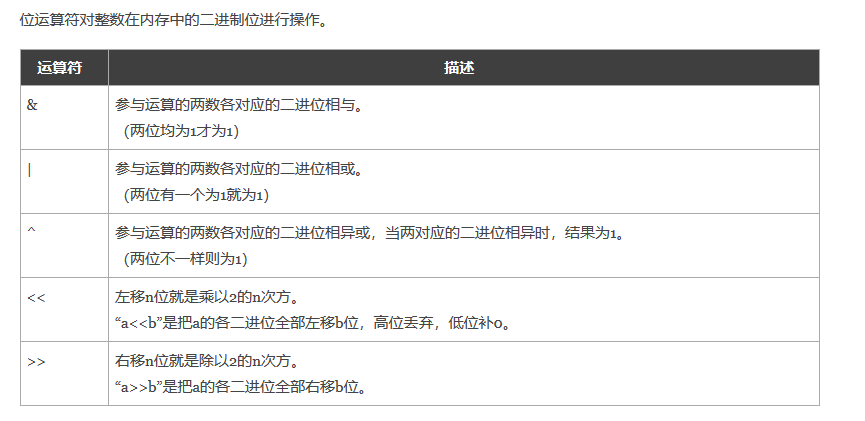 位运算符对整数在内存中的二进制位进行操作。
运算符 描述
& 参与运算的两数各对应的二进位相与。
（两位均为1才为1）
| 参与运算的两数各对应的二进位相或。
（两位有一个为1就为1）
^ 参与运算的两数各对应的二进位相异或，当两对应的二进位相异时，结果为1。
（两位不一样则为1）
<< 左移n位就是乘以2的n次方。
“a<<b”是把a的各二进位全部左移b位，高位丢弃，低位补0。
>> 右移n位就是除以2的n次方。
“a>>b”是把a的各二进位全部右移b位。